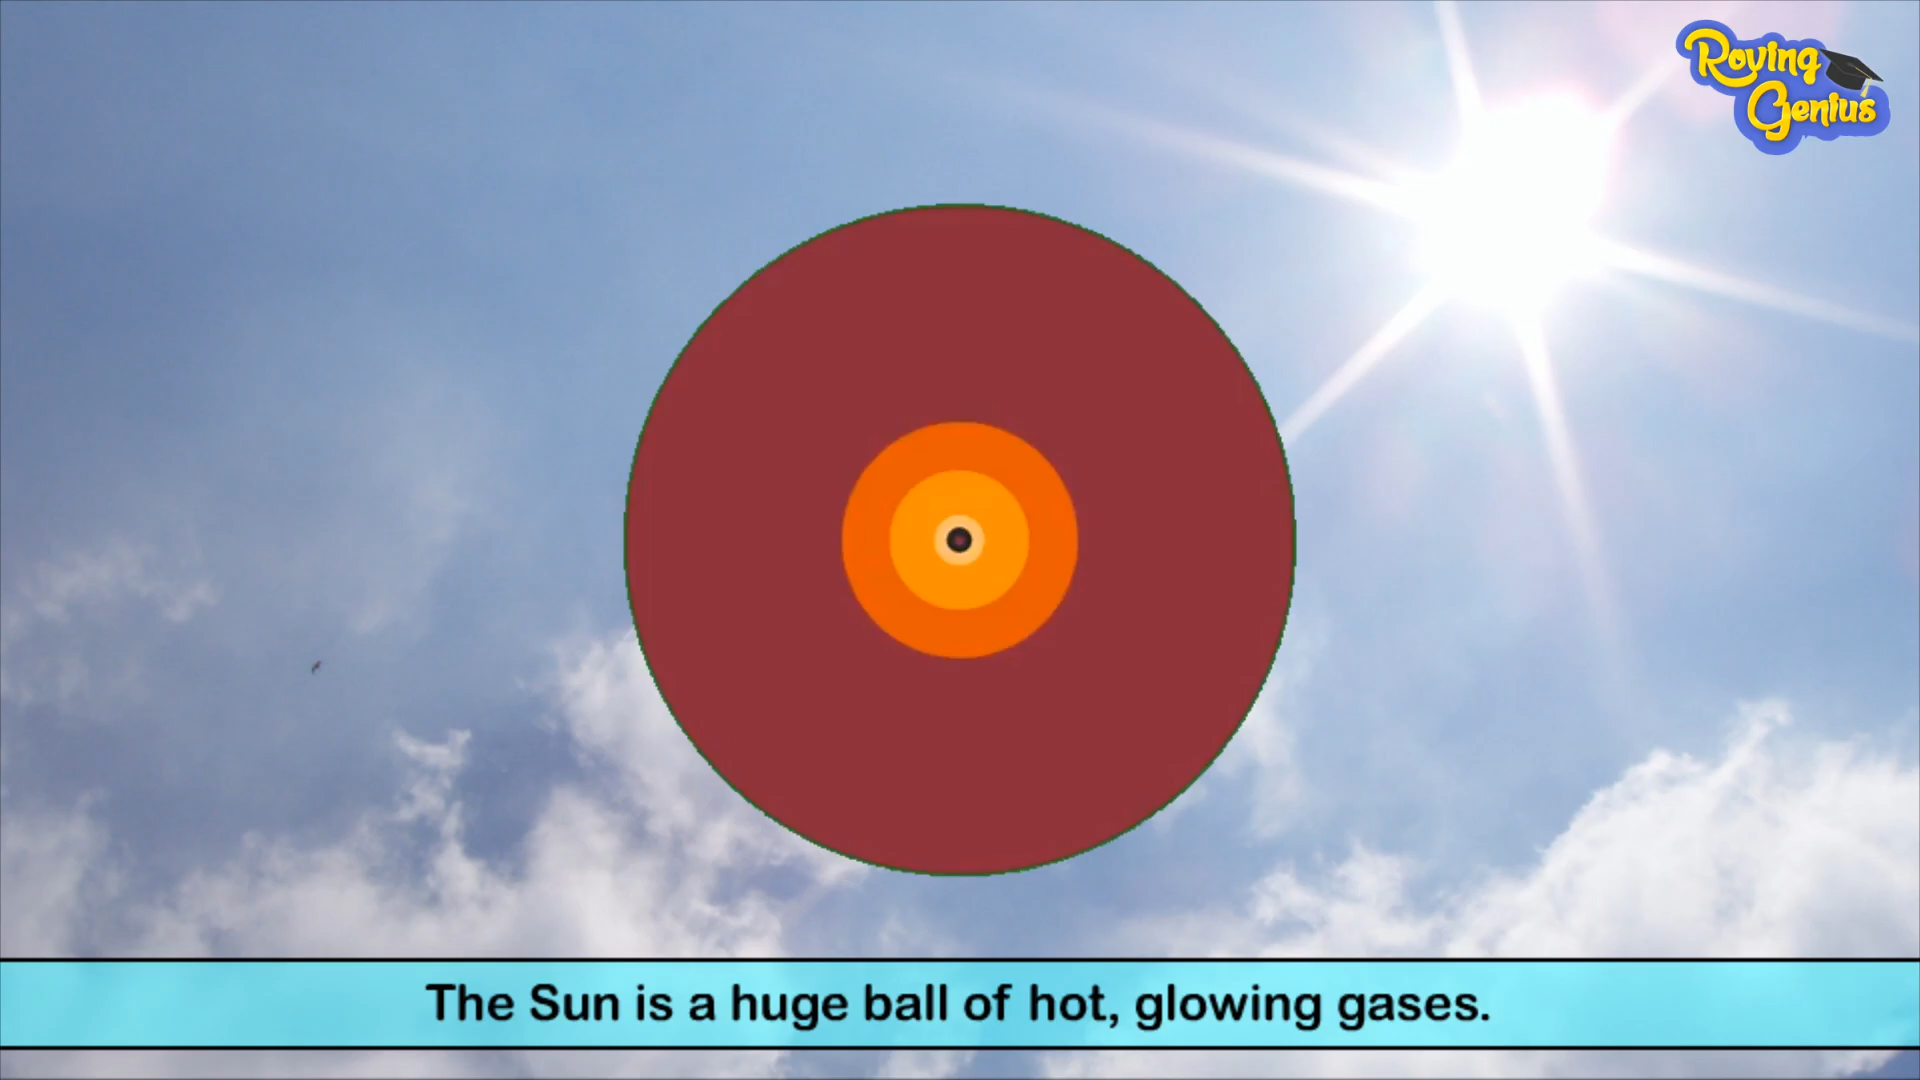 Roving
Genius
The Sun is a huge ball of hot, glowing gases.